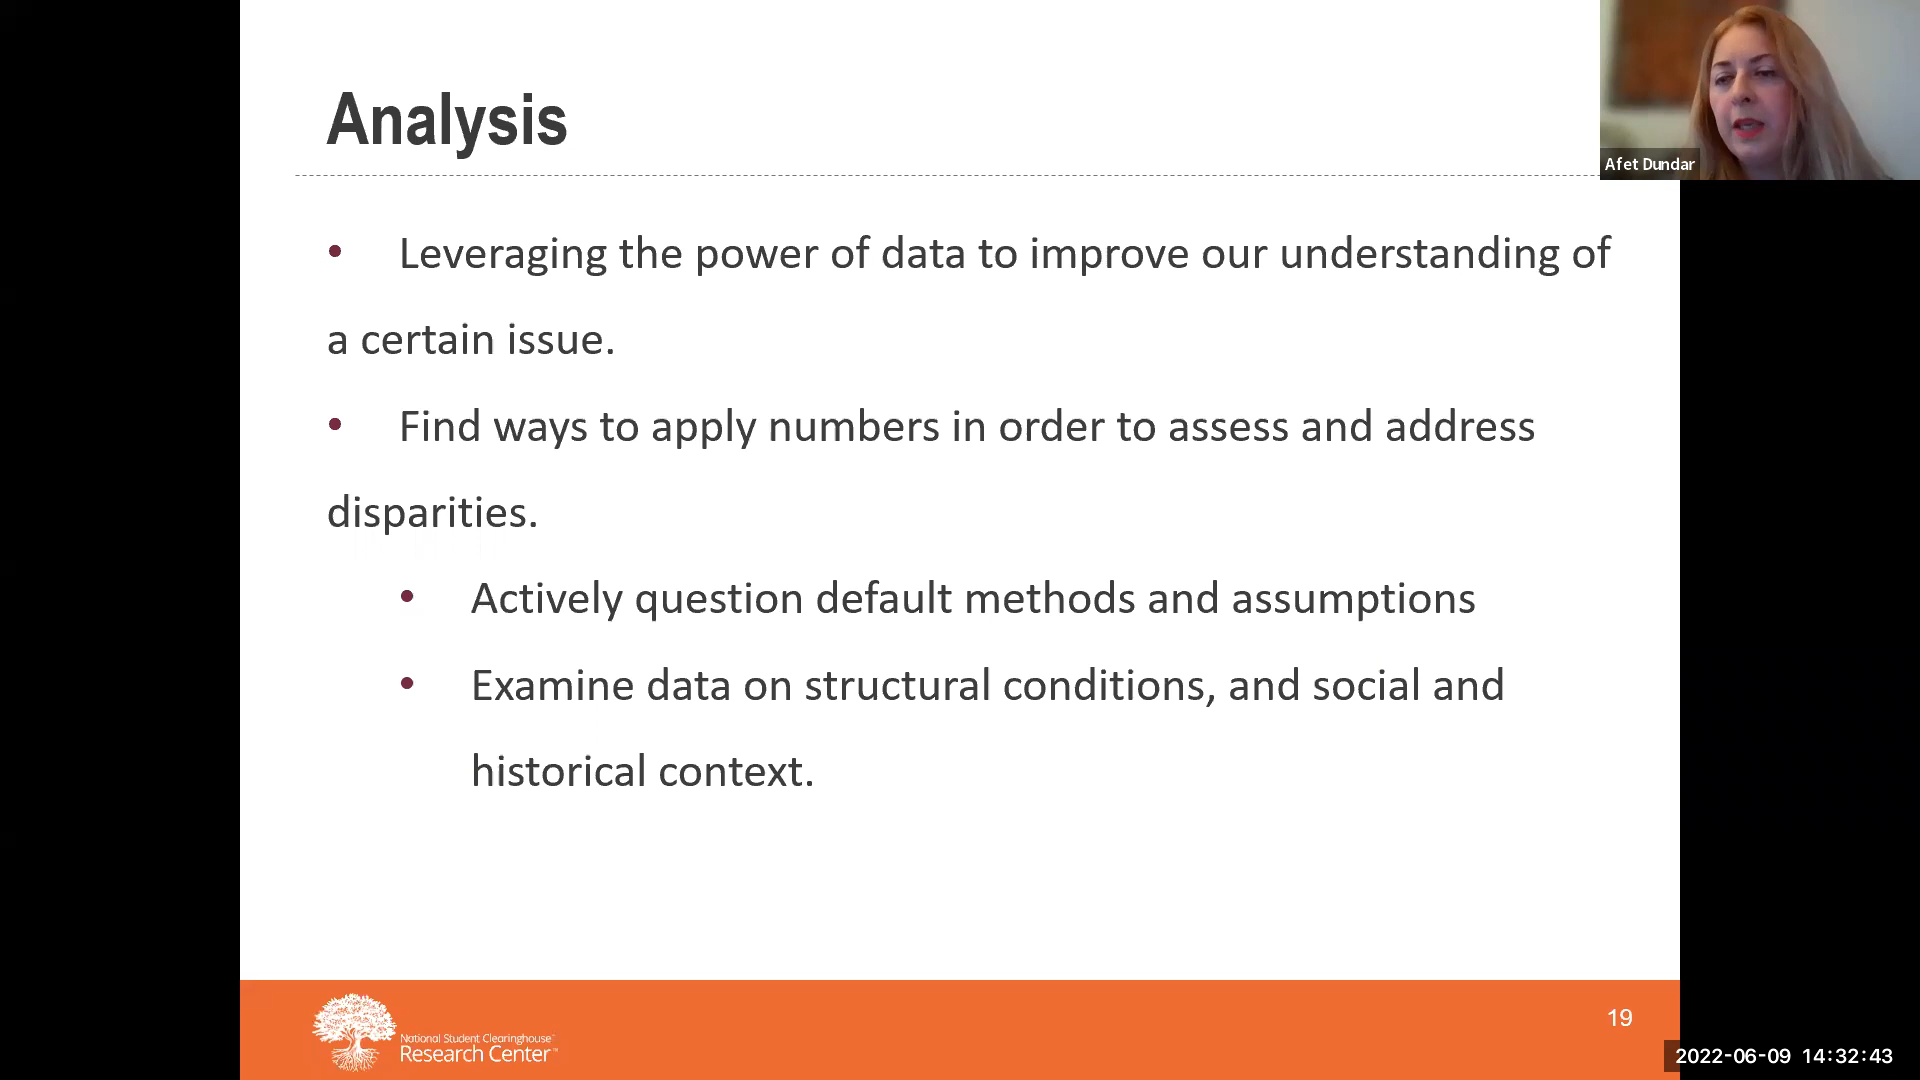 Analysis
Afet Dundar
• Leveraging the power of data to improve our understanding of
a certain issue.
• Find ways to apply numbers in order to assess and address
disparities.
• Actively question default methods and assumptions
• Examine data on structural conditions, and social and
historical context.
National Student Clearinghouse™
Research Center™
19
2022-06-09 14:32:43